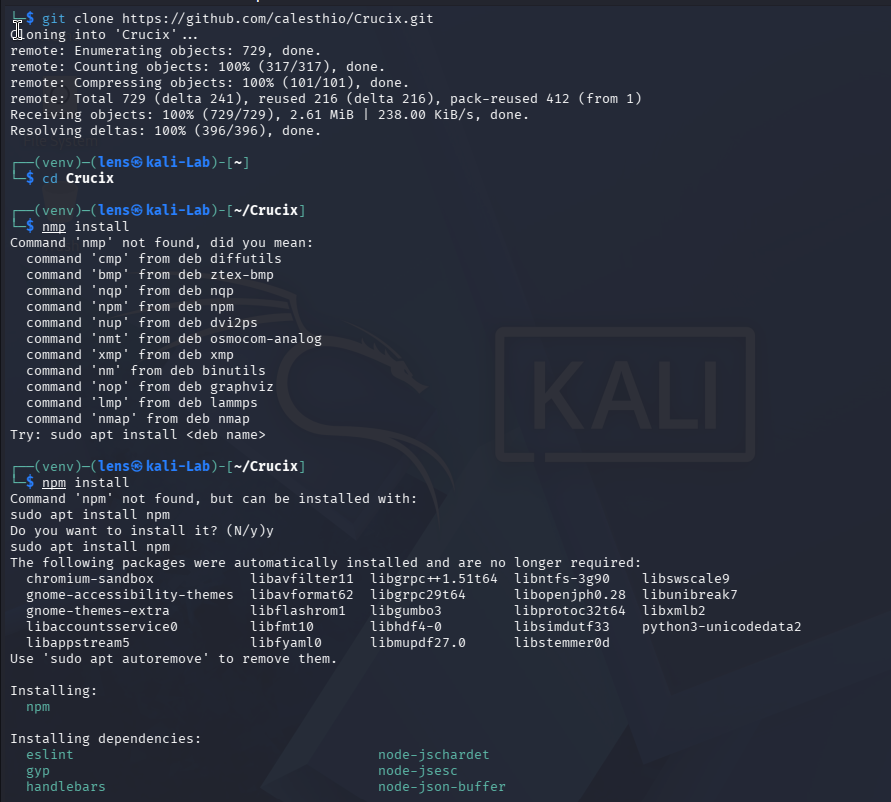 └─$ git clone https://github.com/calesthio/Crucix.git
Cloning into 'Crucix'...
remote: Enumerating objects: 729, done.
remote: Counting objects: 100% (317/317), done.
remote: Compressing objects: 100% (101/101), done.
remote: Total 729 (delta 241), reused 216 (delta 216), pack-reused 412 (from 1)
Receiving objects: 100% (729/729), 2.61 MiB | 238.00 KiB/s, done.
Resolving deltas: 100% (396/396), done.

┌──(venv)─(lens㉿kali-Lab)-[~]
└─$ cd Crucix

┌──(venv)─(lens㉿kali-Lab)-[~/Crucix]
└─$ nmp install
Command 'nmp' not found, did you mean:
  command 'cmp' from deb diffutils
  command 'bmp' from deb ztex-bmp
  command 'nqp' from deb nqp
  command 'npm' from deb npm
  command 'nup' from deb dvi2ps
  command 'nmt' from deb osmocom-analog
  command 'xmp' from deb xmp
  command 'nm' from deb binutils
  command 'nop' from deb graphviz
  command 'lmp' from deb lammps
  command 'nmap' from deb nmap
Try: sudo apt install <deb name>

┌──(venv)─(lens㉿kali-Lab)-[~/Crucix]
└─$ npm install
Command 'npm' not found, but can be installed with:
sudo apt install npm
Do you want to install it? (N/y)y
sudo apt install npm
The following packages were automatically installed and are no longer required:
  chromium-sandbox            libavfilter11  libgrpc++1.51t64  libntfs-3g90    libswscale9
  gnome-accessibility-themes  libavformat62  libgrpc29t64      libopenjph0.28  libunibreak7
  gnome-themes-extra          libflashrom1   libgumbo3         libprotoc32t64  libxmlb2
  libaccountsservice0         libfmt10       libhdf4-0         libsimdutf33    python3-unicodedata2
  libappstream5               libfyaml0      libmupdf27.0      libstemmer0d
Use 'sudo apt autoremove' to remove them.

Installing:
  npm

Installing dependencies:
  eslint                                      node-jschardet
  gyp                                         node-jsesc
  handlebars                                  node-json-buffer
KALI